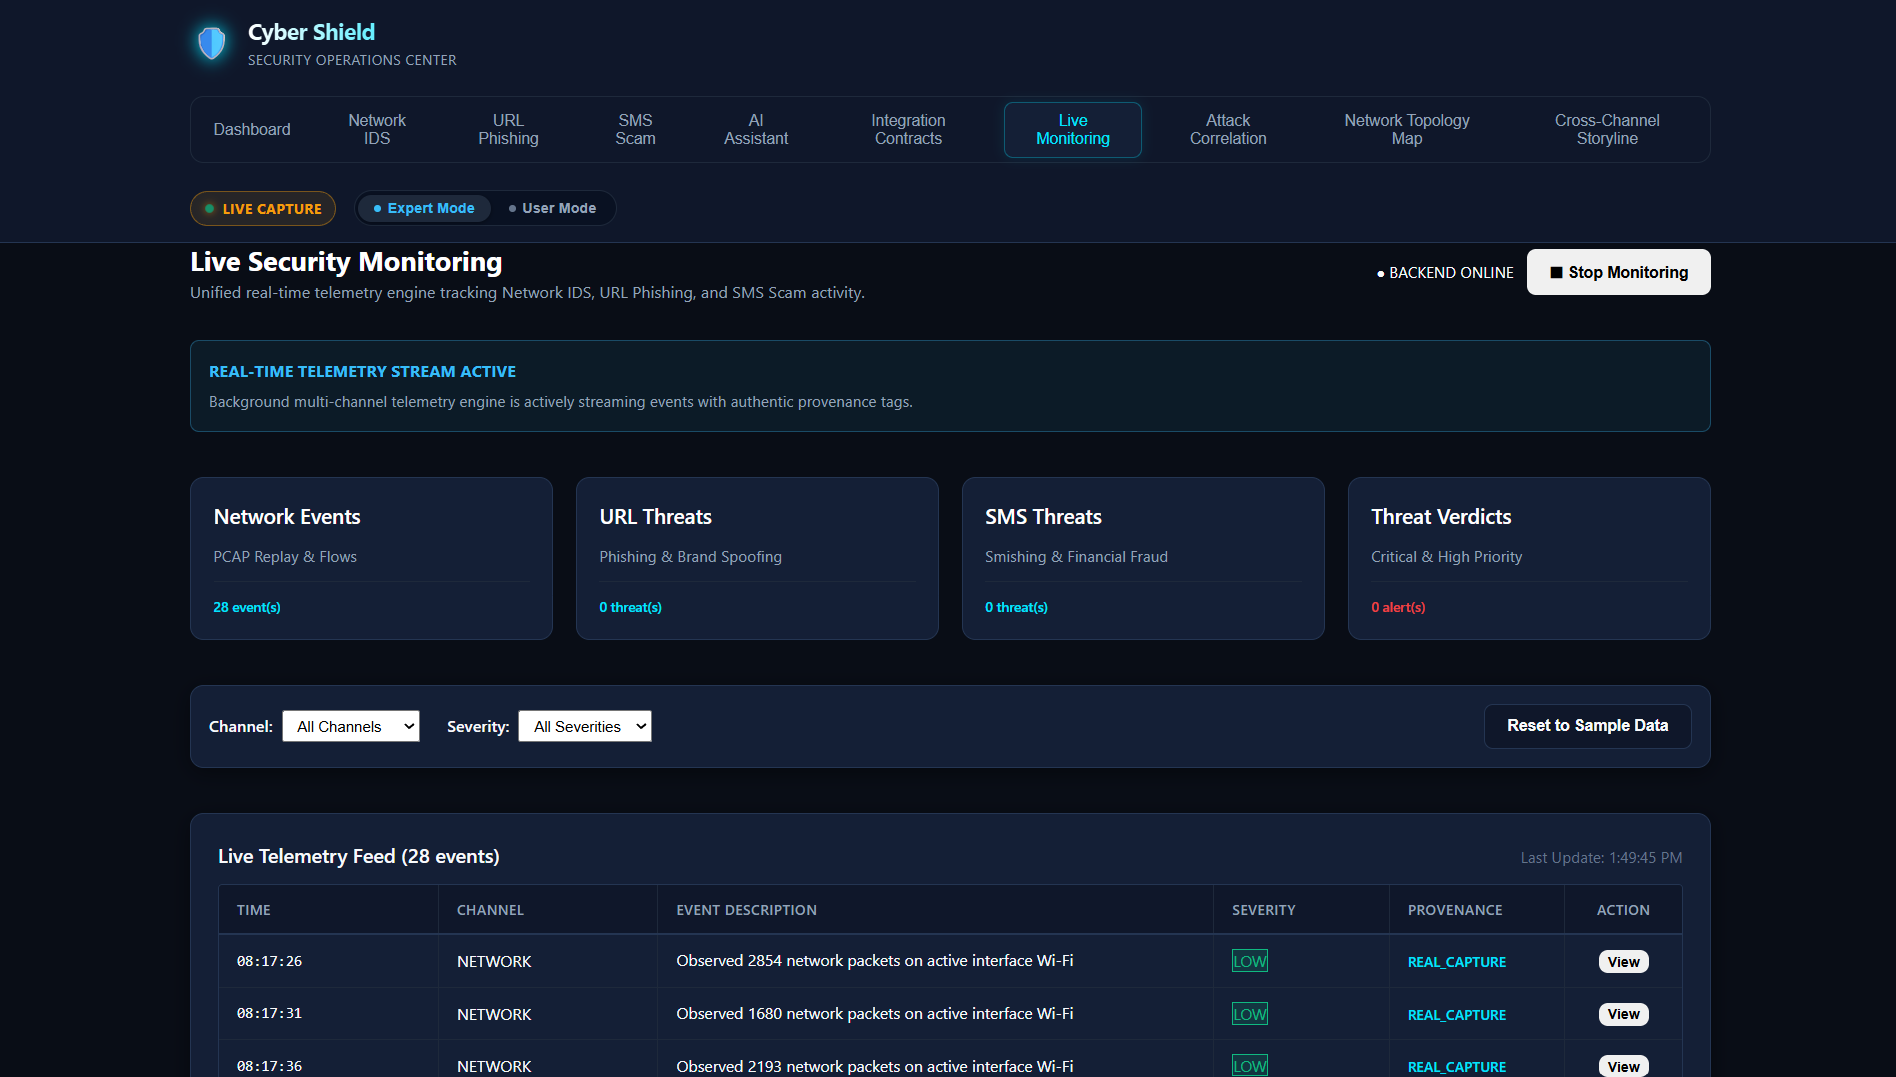 Cyber Shield
SECURITY OPERATIONS CENTER
Dashboard
Network
IDS
URL
Phishing
SMS
Scam
AI
Assistant
Integration
Contracts
Live
Monitoring
Attack
Correlation
Network Topology
Map
Cross-Channel
Storyline
LIVE CAPTURE
Expert Mode
User Mode
Live Security Monitoring
Unified real-time telemetry engine tracking Network IDS, URL Phishing, and SMS Scam activity.
● BACKEND ONLINE
■ Stop Monitoring
REAL-TIME TELEMETRY STREAM ACTIVE
Background multi-channel telemetry engine is actively streaming events with authentic provenance tags.
Network Events
PCAP Replay & Flows
28 event(s)
URL Threats
Phishing & Brand Spoofing
0 threat(s)
SMS Threats
Smishing & Financial Fraud
0 threat(s)
Threat Verdicts
Critical & High Priority
0 alert(s)
Channel: All Channels Severity: All Severities
Reset to Sample Data
Live Telemetry Feed (28 events)
Last Update: 1:49:45 PM
TIME CHANNEL EVENT DESCRIPTION SEVERITY PROVENANCE ACTION
08:17:26 NETWORK Observed 2854 network packets on active interface Wi-Fi LOW REAL_CAPTURE View
08:17:31 NETWORK Observed 1680 network packets on active interface Wi-Fi LOW REAL_CAPTURE View
08:17:36 NETWORK Observed 2193 network packets on active interface Wi-Fi LOW REAL_CAPTURE View